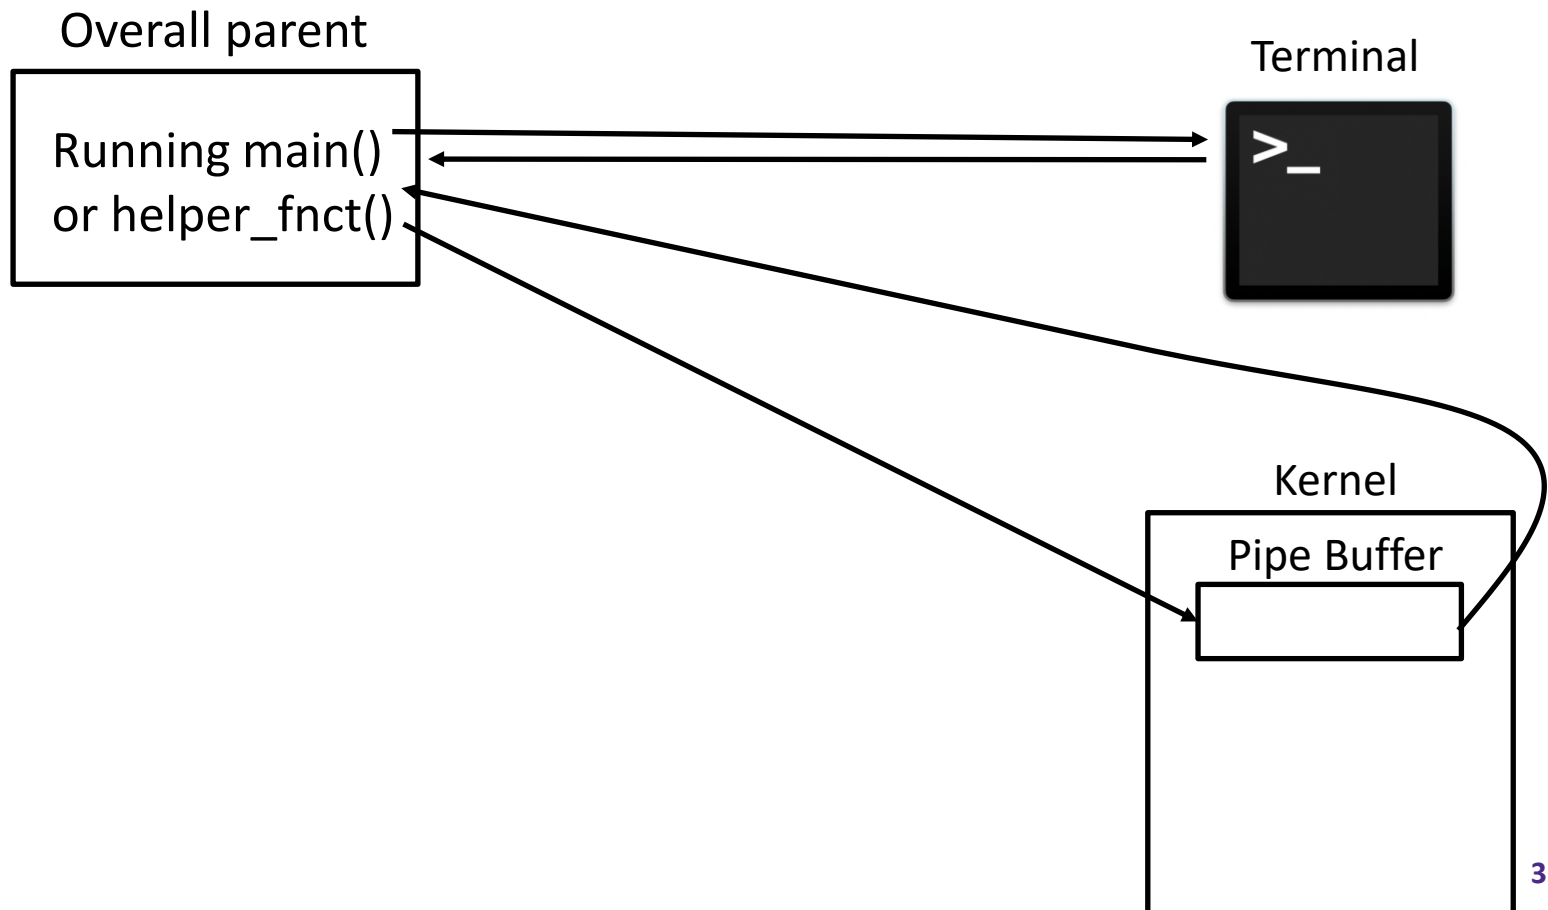 Overall parent
Terminal
Running main()
or helper_fnct()
>_
Kernel
Pipe Buffer
3